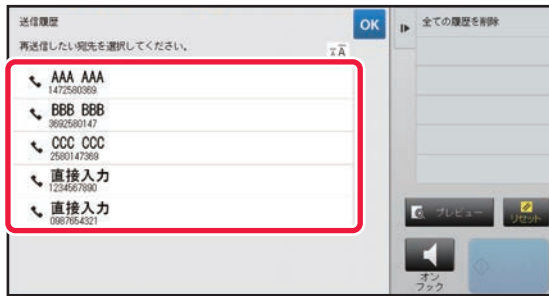 送信履歴
OK
再送信したい宛先を選択してください。
AAA AAA
1472580369
BBB BBB
3692580147
CCC CCC
2580147369
直接入力
1234567890
直接入力
0987654321
全ての履歴を削除
プレビュー
リセット
オン
フック